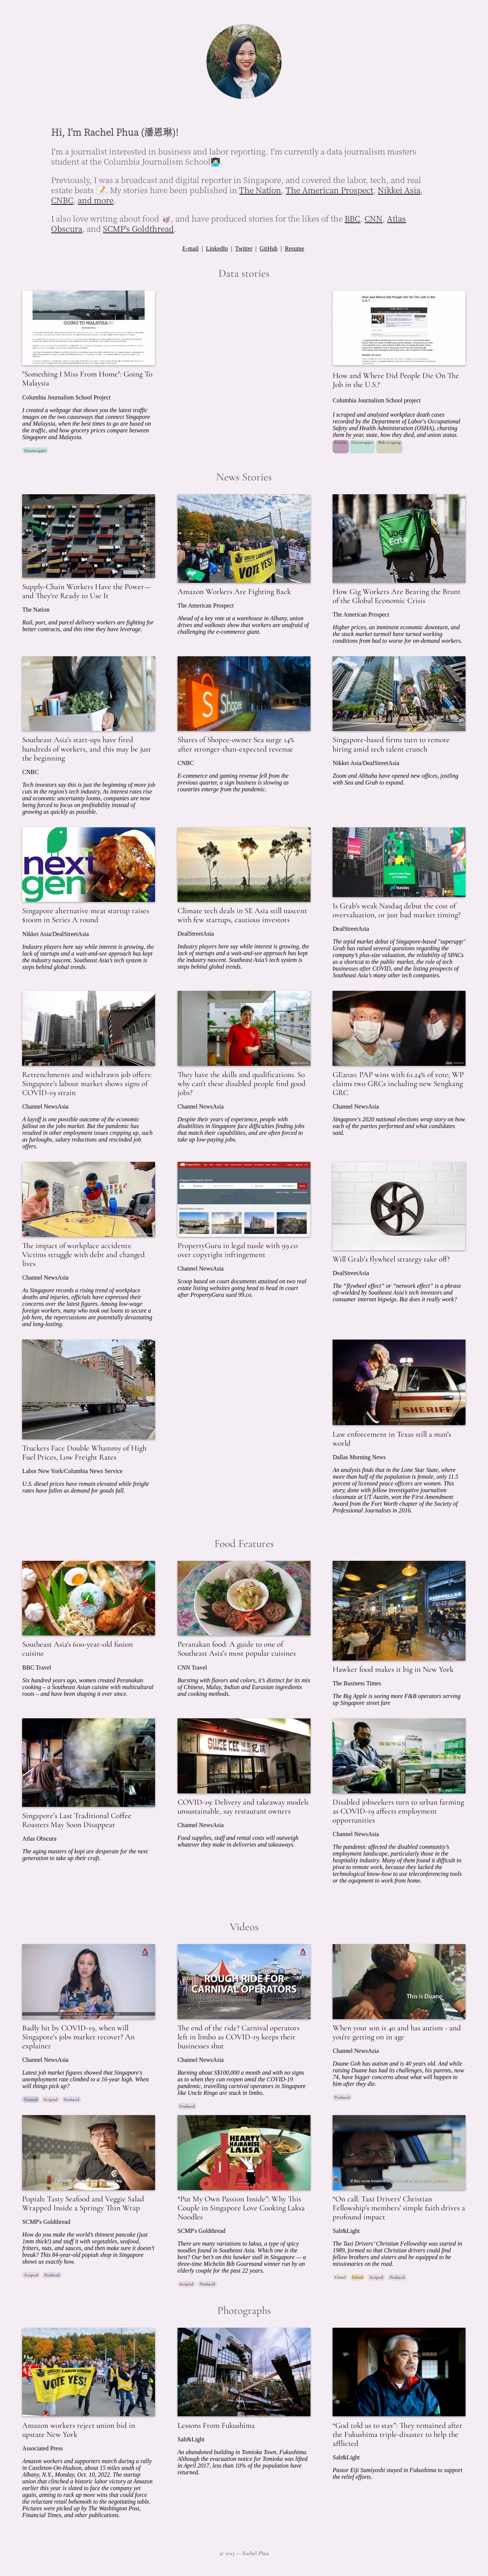 Hi, I'm Rachel Phua (潘恩琳)!
I'm a journalist interested in business and labor reporting. I'm currently a data journalism masters
student at the Columbia Journalism School👩🏻‍💻
Previously, I was a broadcast and digital reporter in Singapore, and covered the labor, tech, and real
estate beats 📝. My stories have been published in The Nation, The American Prospect, Nikkei Asia,
CNBC, and more.
I also love writing about food 🥡, and have produced stories for the likes of the BBC, CNN, Atlas
Obscura, and SCMP's Goldthread.
E-mail | LinkedIn | Twitter | GitHub | Resume
Data stories
GOING TO MALAYSIA
"Something I Miss From Home": Going To
Malaysia
Columbia Journalism School Project
I created a webpage that shows you the latest traffic
images on the two causeways between Singapore
and Malaysia, when the best times to go are based on
the traffic, and how grocery prices compare between
Singapore and Malaysia.
How and Where Did People Die On The Job in the
U.S.?
How and Where Did People Die On The
Job in the U.S.?
Columbia Journalism School project
I scraped and analyzed workplace death cases
recorded by the Department of Labor's Occupational
Safety and Health Administration (OSHA), charting
them by year, state, how they died, and union status.
Web scraping
News Stories
Supply-Chain Workers Have the Power—
and They're Ready to Use It
The Nation
Rail, port, and parcel delivery workers are fighting for
better contracts, and this time they have leverage.
VOTE YES!
Amazon Workers Are Fighting Back
The American Prospect
Ahead of a key vote at a warehouse in Albany, union
drives and walkouts show that workers are unafraid of
challenging the e-commerce giant.
Uber
Eats
How Gig Workers Are Bearing the Brunt
of the Global Economic Crisis
The American Prospect
Higher prices, an imminent economic downturn, and
the stock market turmoil have turned working
conditions from bad to worse for on-demand workers.
Southeast Asia's start-ups have fired
hundreds of workers, and this may be just
the beginning
CNBC
Tech investors say this is just the beginning of more job
cuts in the region's tech industry. As interest rates rise
and economic uncertainty looms, companies are now
being forced to focus on profitability instead of
growing as quickly as possible.
Shopee
Shares of Shopee-owner Sea surge 14%
after stronger-than-expected revenue
CNBC
E-commerce and gaming revenue fell from the
previous quarter, a sign business is slowing as
countries emerge from the pandemic.
Singapore-based firms turn to remote
hiring amid tech talent crunch
Nikkei Asia/DealStreetAsia
Zoom and Alibaba have opened new offices, jostling
with Sea and Grab to expand.
next
gen
Singapore alternative meat startup raises
$100m in Series A round
Nikkei Asia/DealStreetAsia
Industry players here say while interest is growing, the
lack of startups and a wait-and-see approach has kept
the industry nascent. Southeast Asia's tech system is
steps behind global trends.
Climate tech deals in SE Asia still nascent
with few startups, cautious investors
DealStreetAsia
Industry players here say while interest is growing, the
lack of startups and a wait-and-see approach has kept
the industry nascent. Southeast Asia's tech system is
steps behind global trends.
Is Grab's weak Nasdaq debut the cost of
overvaluation, or just bad market timing?
DealStreetAsia
The tepid market debut of Singapore-based "superapp"
Grab has raised several questions regarding the
company's plus-size valuation, the reliability of SPACs
as a shortcut to the public market, the role of tech
businesses after COVID, and the listing prospects of
Southeast Asia's many other tech companies.
Retrenchments and withdrawn job offers:
Singapore's labour market shows signs of
COVID-19 strain
Channel NewsAsia
A layoff is one possible outcome of the economic
fallout on the jobs market. But the pandemic has
resulted in other employment issues cropping up, such
as furloughs, salary reductions and rescinded job
offers.
They have the skills and qualifications. So
why can't these disabled people find good
jobs?
Channel NewsAsia
Despite their years of experience, people with
disabilities in Singapore face difficulties finding jobs
that match their capabilities, and are often forced to
take up low-paying jobs.
GE2020: PAP wins with 61.24% of vote; WP
claims two GRCs including new Sengkang
GRC
Channel NewsAsia
Singapore's 2020 national elections wrap story on how
each of the parties performed and what candidates
said.
The impact of workplace accidents:
Victims struggle with debt and changed
lives
Channel NewsAsia
As Singapore records a rising trend of workplace
deaths and injuries, officials have expressed their
concerns over the latest figures. Among low-wage
foreign workers, many who took out loans to secure a
job here, the repercussions are potentially devastating
and long-lasting.
PropertyGuru in legal tussle with 99.co
over copyright infringement
Channel NewsAsia
Scoop based on court documents attained on two real
estate listing websites going head to head in court
after PropertyGuru sued 99.co.
Will Grab's flywheel strategy take off?
DealStreetAsia
The "flywheel effect" or "network effect" is a phrase
oft-wielded by Southeast Asia's tech investors and
consumer internet bigwigs. But does it really work?
Truckers Face Double Whammy of High
Fuel Prices, Low Freight Rates
Labor New York/Columbia News Service
U.S. diesel prices have remain elevated while freight
rates have fallen as demand for goods fall.
SHERIFF
Law enforcement in Texas still a man's
world
Dallas Morning News
An analysis finds that in the Lone Star State, where
more than half of the population is female, only 11.5
percent of licensed peace officers are women. This
story, done with fellow investigative journalism
classmate at UT Austin, won the First Amendment
Award from the Fort Worth chapter of the Society of
Professional Journalists in 2016.
Food Features
Southeast Asia's 600-year-old fusion
cuisine
BBC Travel
Six hundred years ago, women created Peranakan
cooking – a Southeast Asian cuisine with multicultural
roots – and have been shaping it ever since.
Peranakan food: A guide to one of
Southeast Asia's most popular cuisines
CNN Travel
Bursting with flavors and colors, it's distinct for its mix
of Chinese, Malay, Indian and Eurasian ingredients
and cooking methods.
Hawker food makes it big in New York
The Business Times
The Big Apple is seeing more F&B operators serving
up Singapore street fare
Singapore's Last Traditional Coffee
Roasters May Soon Disappear
Atlas Obscura
The aging masters of kopi are desperate for the next
generation to take up their craft.
GUIKEE KEE
COVID-19: Delivery and takeaway models
unsustainable, say restaurant owners
Channel NewsAsia
Food supplies, staff and rental costs will outweigh
whatever they make in deliveries and takeaways.
Disabled jobseekers turn to urban farming
as COVID-19 affects employment
opportunities
Channel NewsAsia
The pandemic affected the disabled community's
employment landscape, particularly those in the
hospitality industry. Many of them found it difficult to
pivot to remote work, because they lacked the
technological know-how to use teleconferencing tools
or the equipment to work from home.
Videos
Badly hit by COVID-19, when will
Singapore's jobs market recover? An
explainer
Channel NewsAsia
Latest job market figures showed that Singapore's
unemployment rate climbed to a 16-year high. When
will things pick up?
Scripted Produced
ROUGH RIDE FOR
CARNIVAL OPERATORS
The end of the ride? Carnival operators
left in limbo as COVID-19 keeps their
businesses shut
Channel NewsAsia
Burning about S$100,000 a month and with no signs
as to when they can reopen amid the COVID-19
pandemic, travelling carnival operators in Singapore
like Uncle Ringo are stuck in limbo.
Produced
This is Duane
When your son is 40 and has autism - and
you're getting on in age
Channel NewsAsia
Duane Goh has autism and is 40 years old. And while
raising Duane has had its challenges, his parents, now
74, have bigger concerns about what will happen to
him after they die.
Produced
Popiah: Tasty Seafood and Veggie Salad
Wrapped Inside a Springy Thin Wrap
SCMP's Goldthread
How do you make the world's thinnest pancake (just
1mm thick!) and stuff it with vegetables, seafood,
fritters, nuts, and sauces, and then make sure it doesn't
break? This 84-year-old popiah shop in Singapore
shows us exactly how.
Scripted Produced
HEARTY
HAINANESE
LAKSA
"Put My Own Passion Inside": Why This
Couple in Singapore Love Cooking Laksa
Noodles
SCMP's Goldthread
There are many variations to laksa, a type of spicy
noodles found in Southeast Asia. Which one is the
best? Our bet's on this hawker stall in Singapore — a
three-time Michelin Bib Gourmand winner run by an
elderly couple for the past 22 years.
Scripted Produced
"On call: Taxi Drivers' Christian
Fellowship's members' simple faith drives a
profound impact
Salt&Light
The Taxi Drivers' Christian Fellowship was started in
1989, formed so that Christian drivers could find
fellow brothers and sisters and be equipped to be
missionaries on the road.
Filmed Edited Scripted Produced
Photographs
VOTE YES!
Amazon workers reject union bid in
upstate New York
Associated Press
Amazon workers and supporters march during a rally
in Castleton-On-Hudson, about 15 miles south of
Albany, N.Y., Monday, Oct. 10, 2022. The startup
union that clinched a historic labor victory at Amazon
earlier this year is slated to face the company yet
again, aiming to rack up more wins that could force
the reluctant retail behemoth to the negotiating table.
Pictures were picked up by The Washington Post,
Financial Times, and other publications.
Lessons From Fukushima
Salt&Light
An abandoned building in Tomioka Town, Fukushima.
Although the evacuation notice for Tomioka was lifted
in April 2017, less than 10% of the population have
returned.
"God told us to stay": They remained after
the Fukushima triple-disaster to help the
afflicted
Salt&Light
Pastor Eiji Sumiyoshi stayed in Fukushima to support
the relief efforts.
© 2023 — Rachel Phua